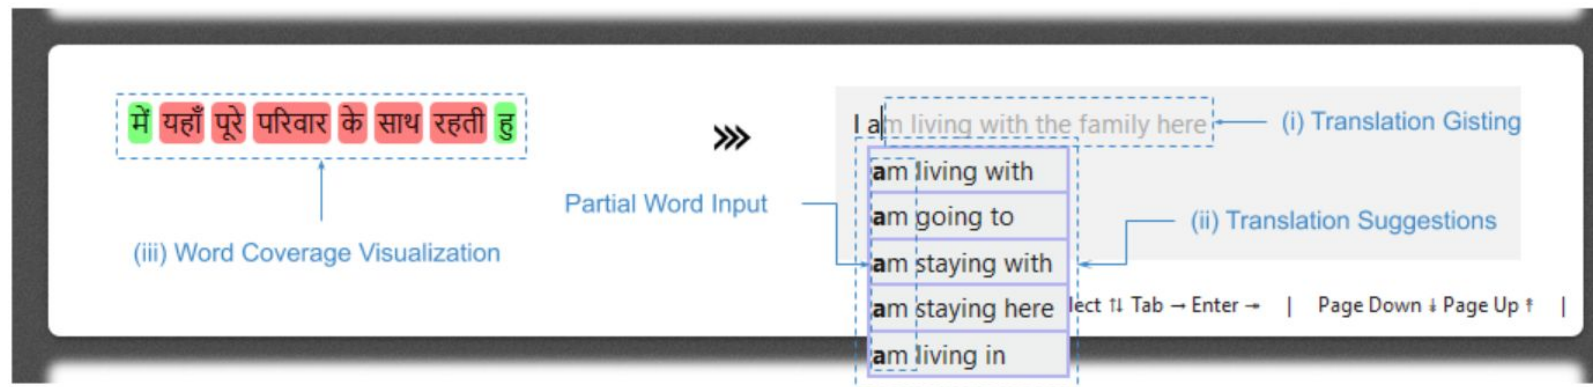 में यहाँ पूरे परिवार के साथ रहती हु
I am living with the family here
(i) Translation Gisting
am living with
Partial Word Input
am going to
(ii) Translation Suggestions
(iii) Word Coverage Visualization
am staying with
am staying here
lect ⇅ Tab → Enter ↠ | Page Down ⇟ Page Up ⇞ |
am living in